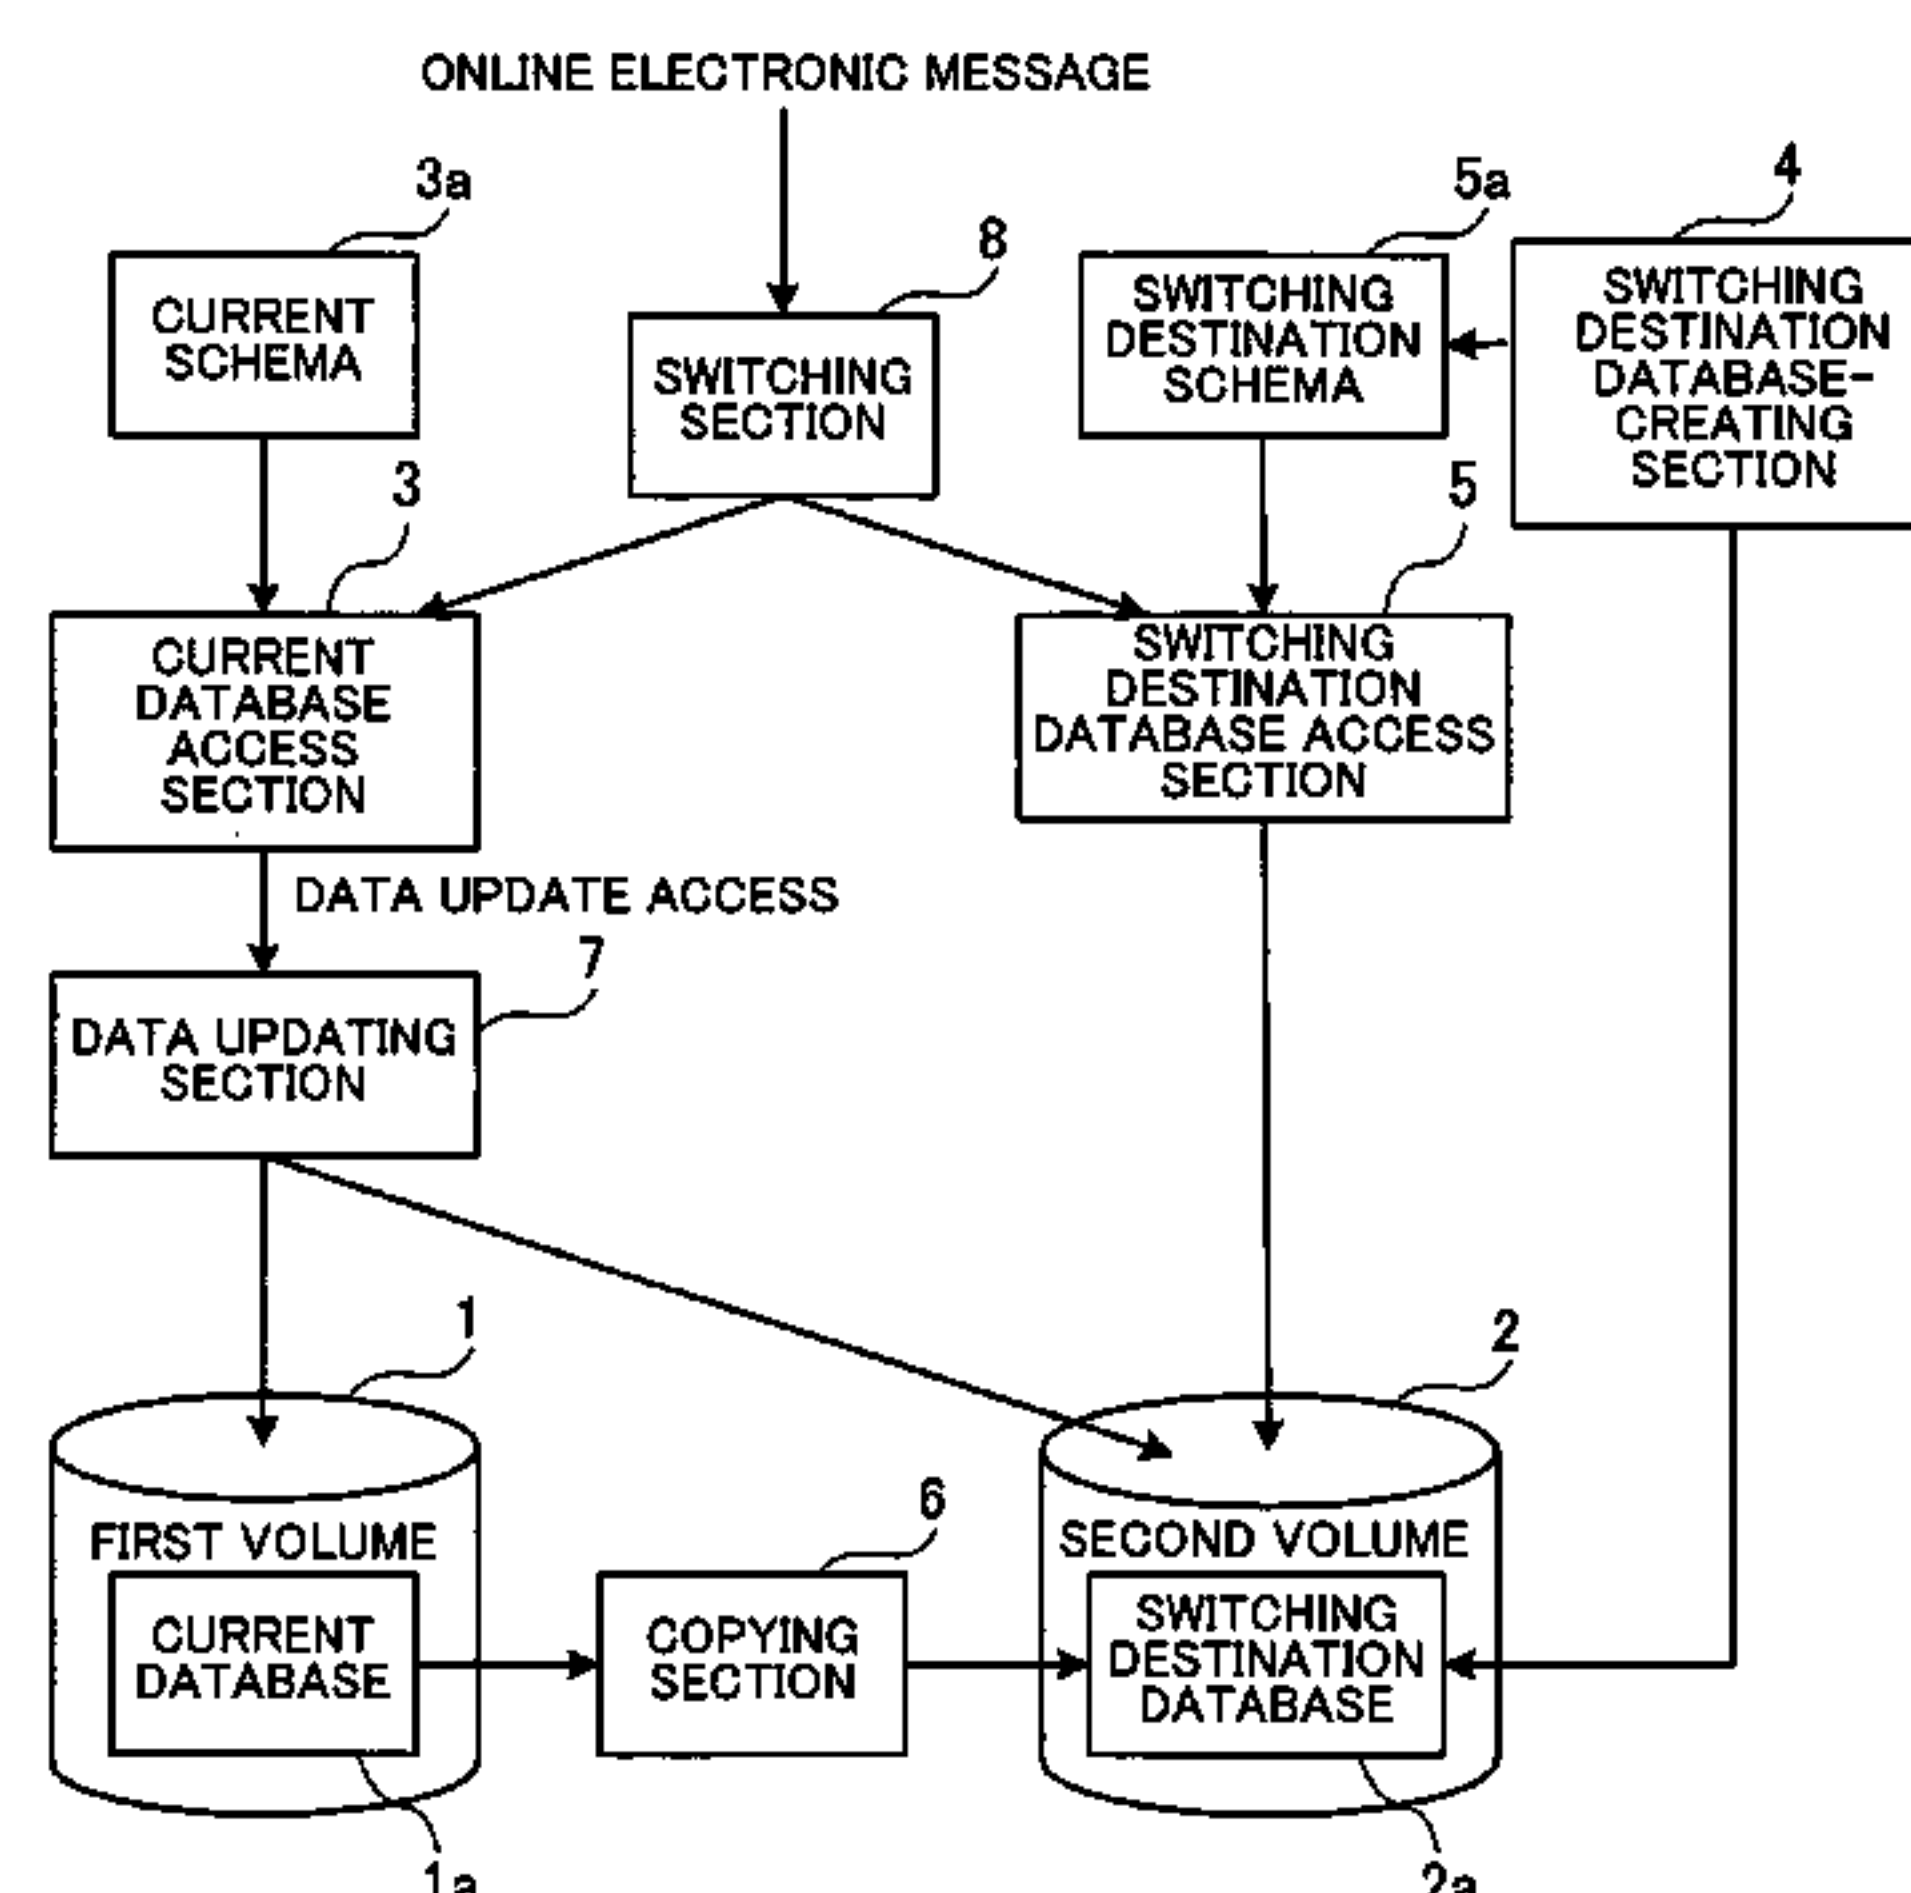 ONLINE ELECTRONIC MESSAGE
3a
5a
4
8
CURRENT
SCHEMA
SWITCHING
SECTION
SWITCHING
DESTINATION
SCHEMA
SWITCHING
DESTINATION
DATABASE-
CREATING
SECTION
3
5
CURRENT
DATABASE
ACCESS
SECTION
SWITCHING
DESTINATION
DATABASE ACCESS
SECTION
DATA UPDATE ACCESS
7
DATA UPDATING
SECTION
1
2
FIRST VOLUME
6
SECOND VOLUME
CURRENT
DATABASE
COPYING
SECTION
SWITCHING
DESTINATION
DATABASE
1a
2a